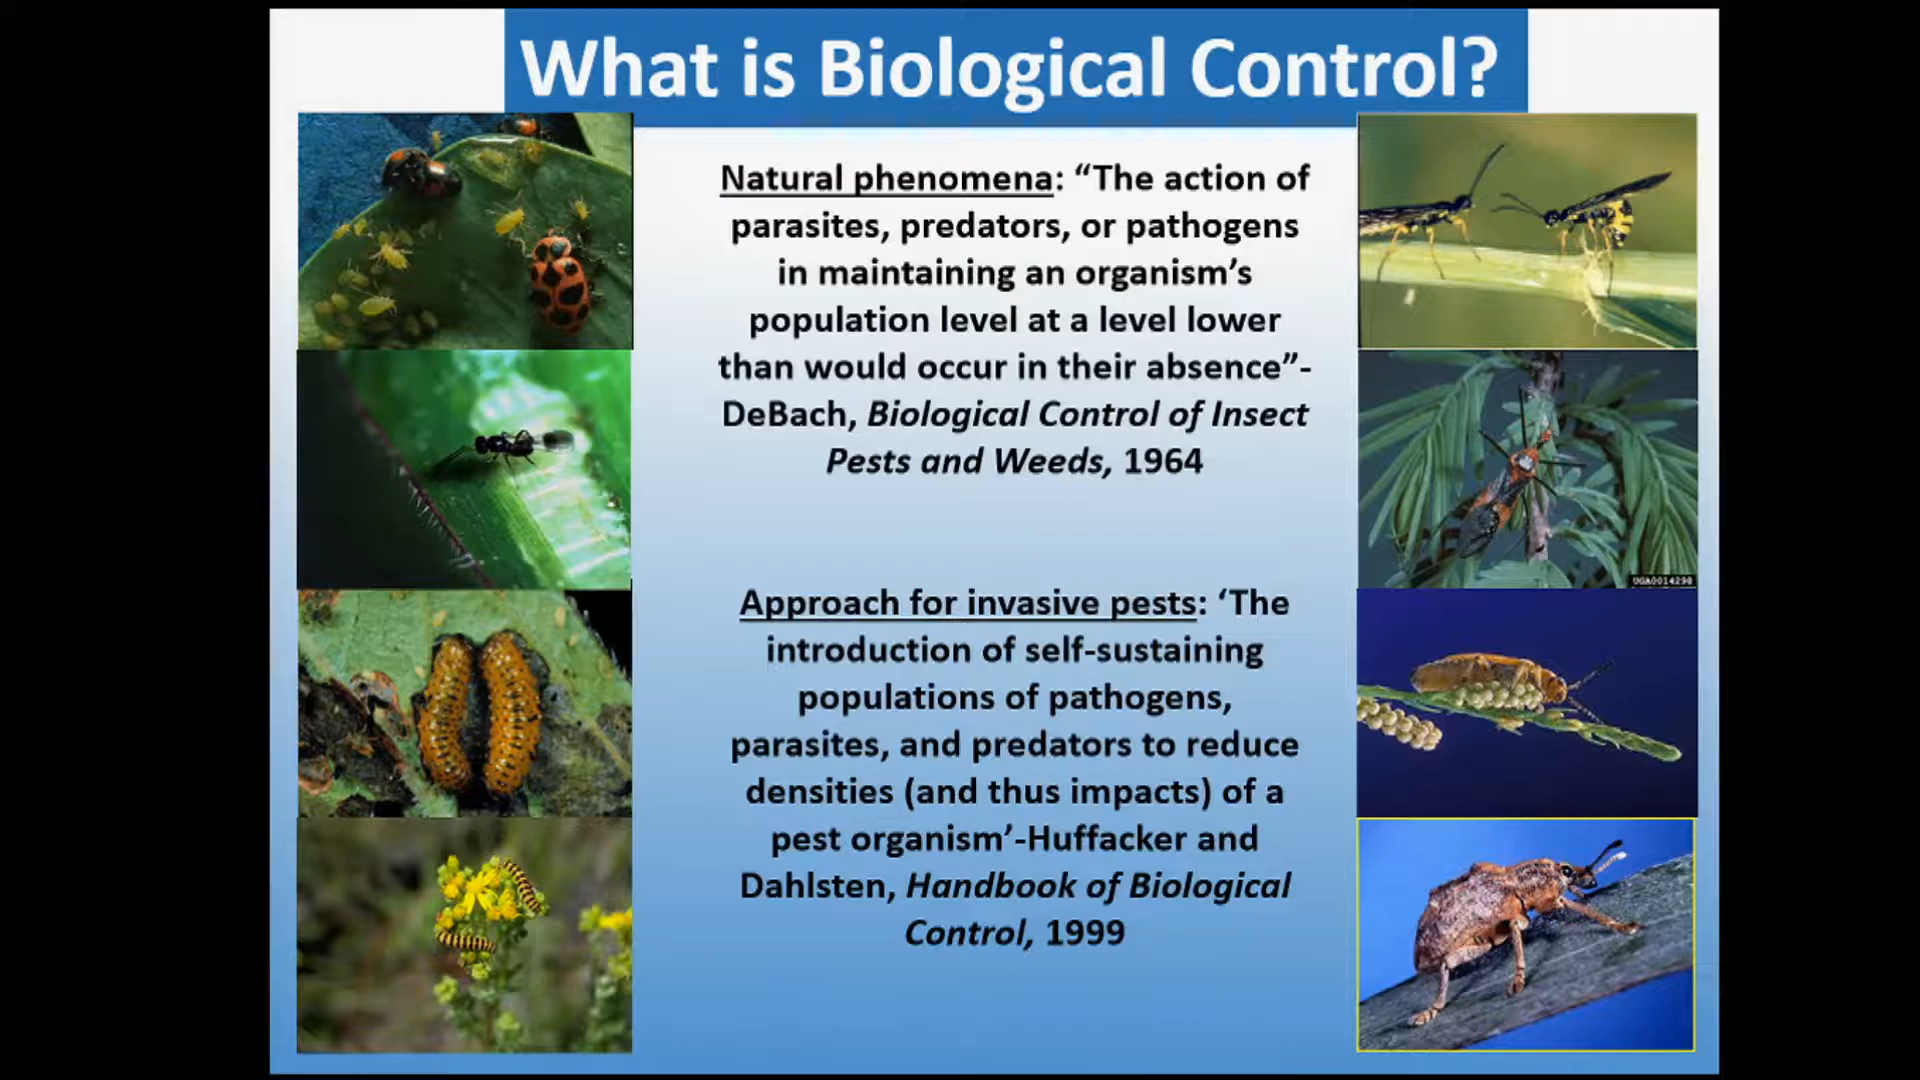 What is Biological Control?
Natural phenomena: “The action of
parasites, predators, or pathogens
in maintaining an organism’s
population level at a level lower
than would occur in their absence”-
DeBach, Biological Control of Insect
Pests and Weeds, 1964
UGA0014298
Approach for invasive pests: ‘The
introduction of self-sustaining
populations of pathogens,
parasites, and predators to reduce
densities (and thus impacts) of a
pest organism’-Huffacker and
Dahlsten, Handbook of Biological
Control, 1999